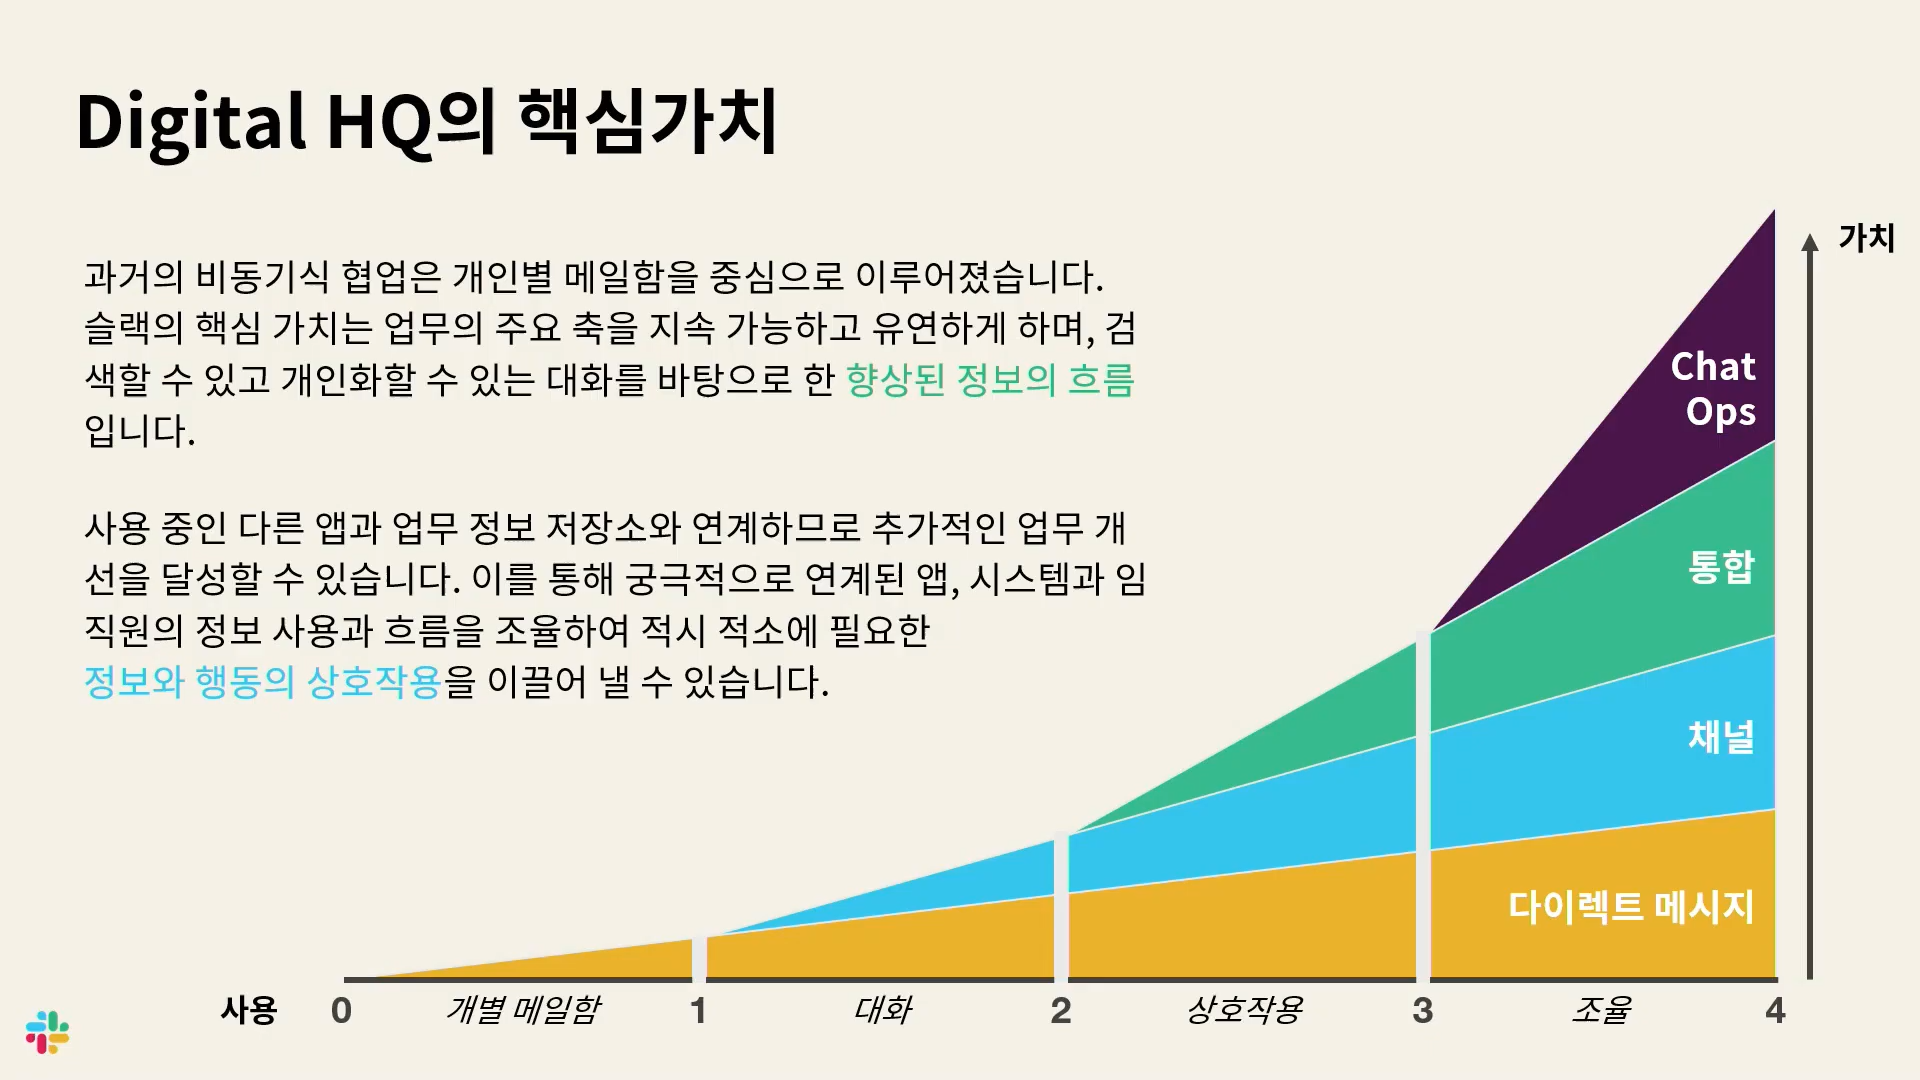 Digital HQ의 핵심가치
과거의 비동기식 협업은 개인별 메일함을 중심으로 이루어졌습니다.
슬랙의 핵심 가치는 업무의 주요 축을 지속 가능하고 유연하게 하며, 검
색할 수 있고 개인화할 수 있는 대화를 바탕으로 한 향상된 정보의 흐름
입니다.
사용 중인 다른 앱과 업무 정보 저장소와 연계하므로 추가적인 업무 개
선을 달성할 수 있습니다. 이를 통해 궁극적으로 연계된 앱, 시스템과 임
직원의 정보 사용과 흐름을 조율하여 적시 적소에 필요한
정보와 행동의 상호작용을 이끌어 낼 수 있습니다.
가치
Chat
Ops
통합
채널
다이렉트 메시지
사용 0 개별 메일함 1 대화 2 상호작용 3 조율 4